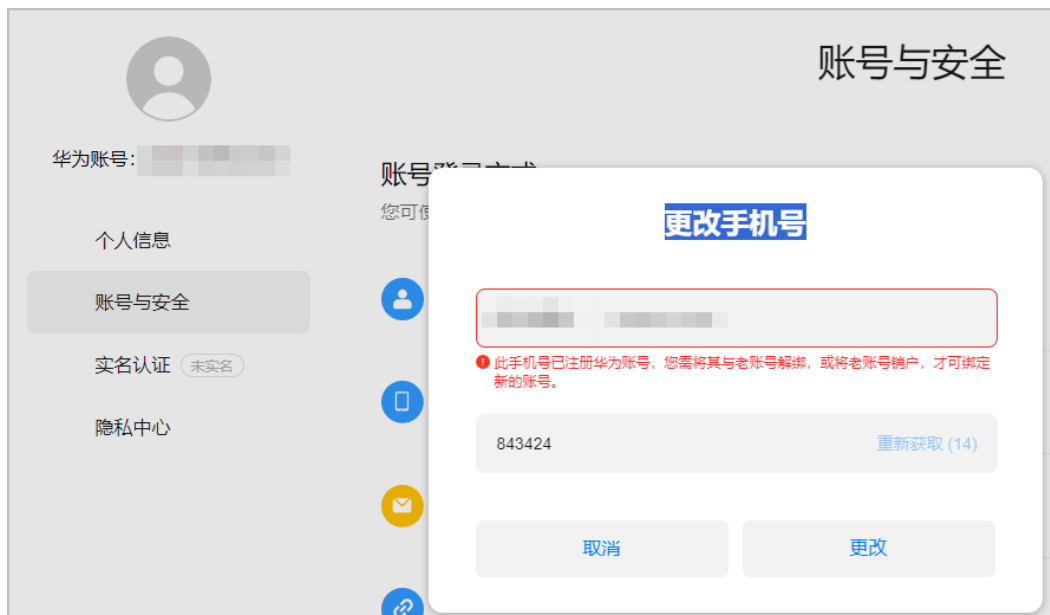 账号与安全
华为账号:
账号
您可使
个人信息
账号与安全
实名认证 未实名
隐私中心
更改手机号
此手机号已注册华为账号，您需将其与老账号解绑，或将老账号销户，才可绑定
新的账号。
843424 重新获取 (14)
取消 更改